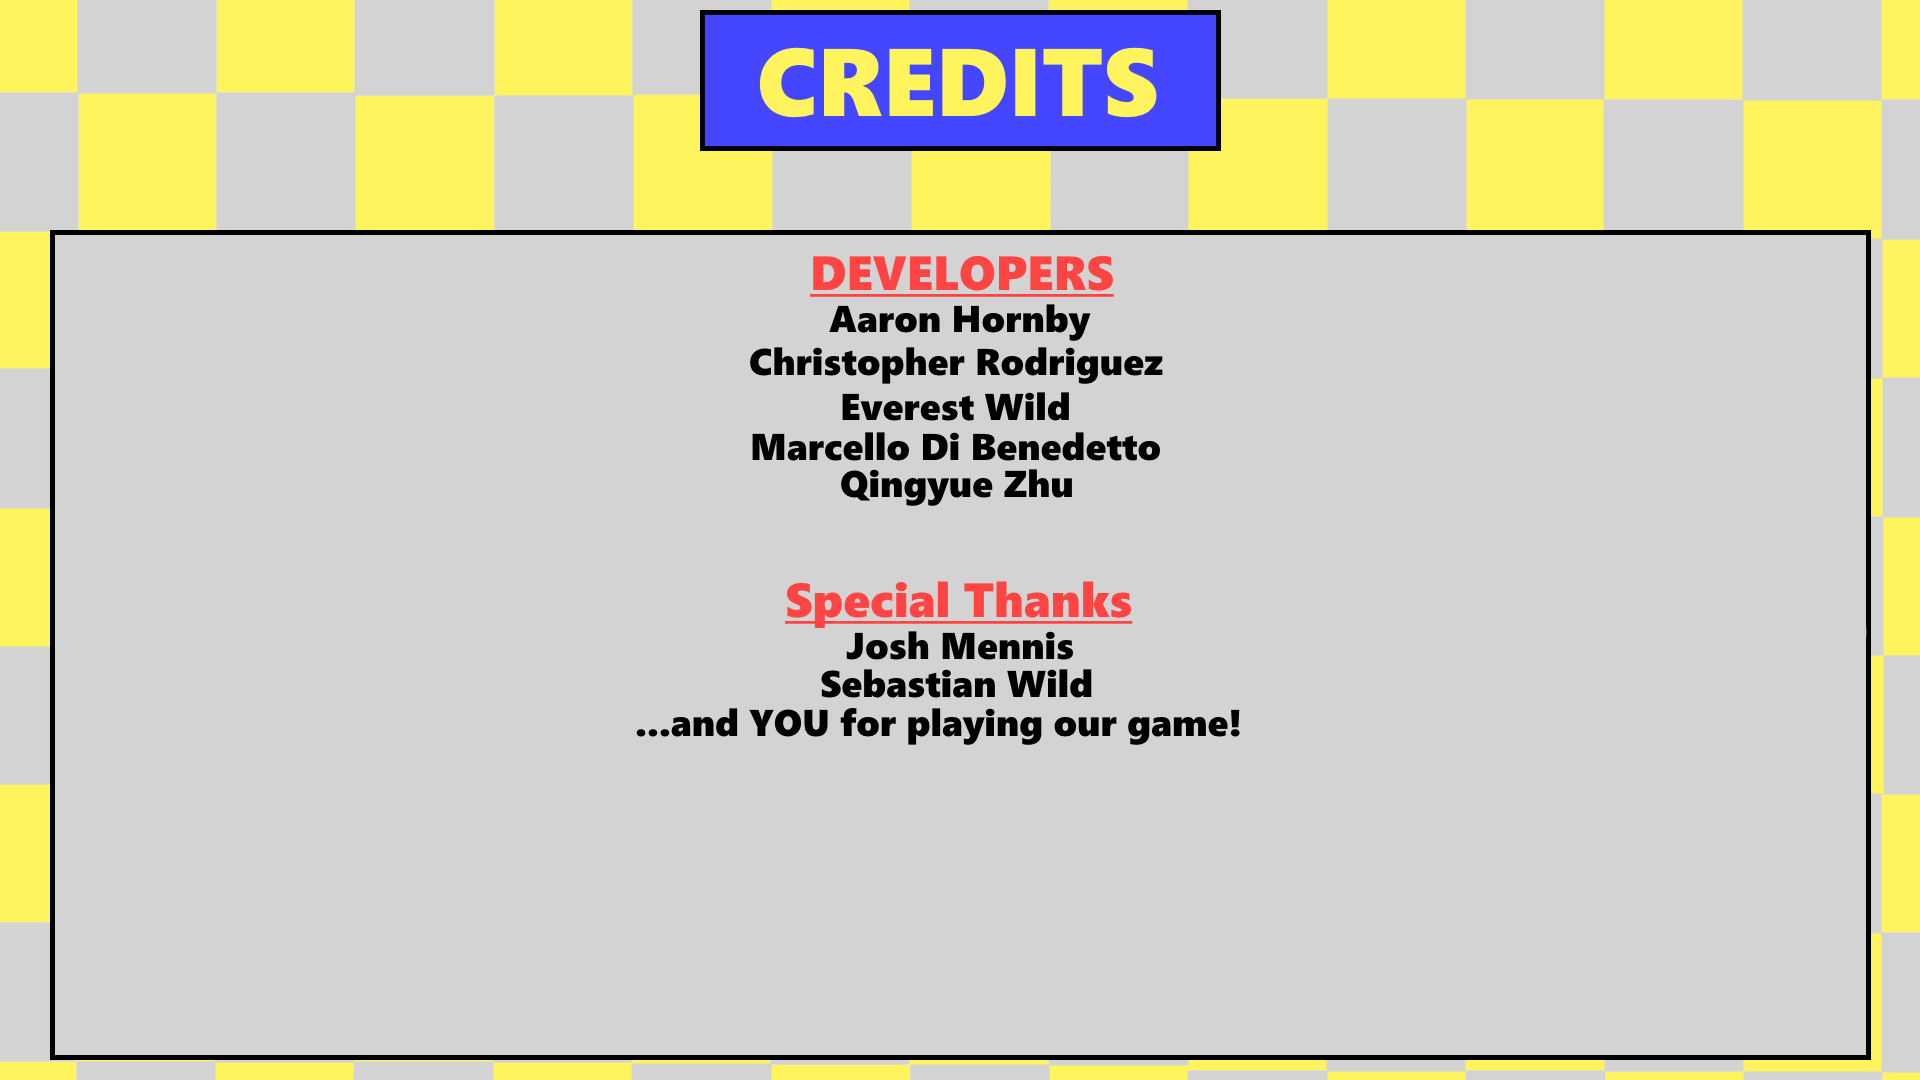 CREDITS
DEVELOPERS
Aaron Hornby
Christopher Rodriguez
Everest Wild
Marcello Di Benedetto
Qingyue Zhu
Special Thanks
Josh Mennis
Sebastian Wild
...and YOU for playing our game!